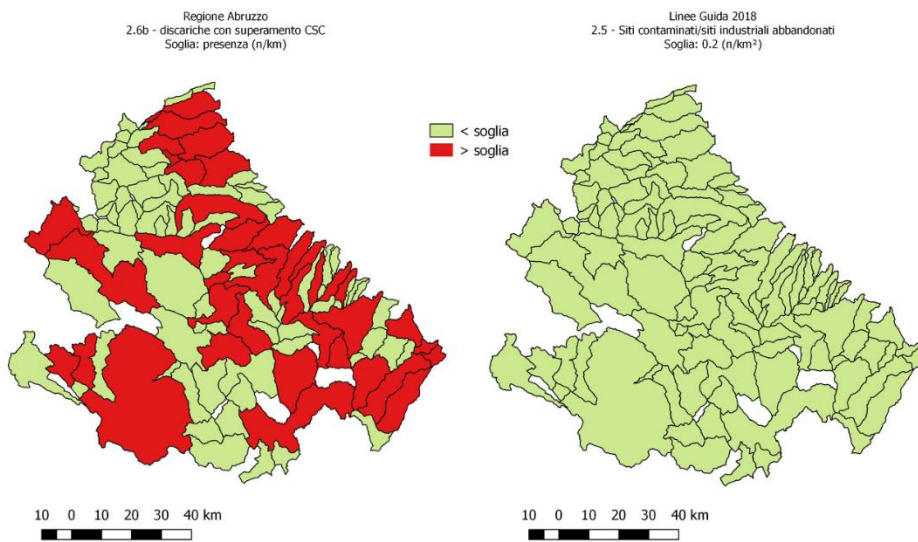 Regione Abruzzo
2.6b - discariche con superamento CSC
Soglia: presenza (n/km)
Linee Guida 2018
2.5 - Siti contaminati/siti industriali abbandonati
Soglia: 0.2 (n/km²)
< soglia
> soglia
10 0 10 20 30 40 km
10 0 10 20 30 40 km